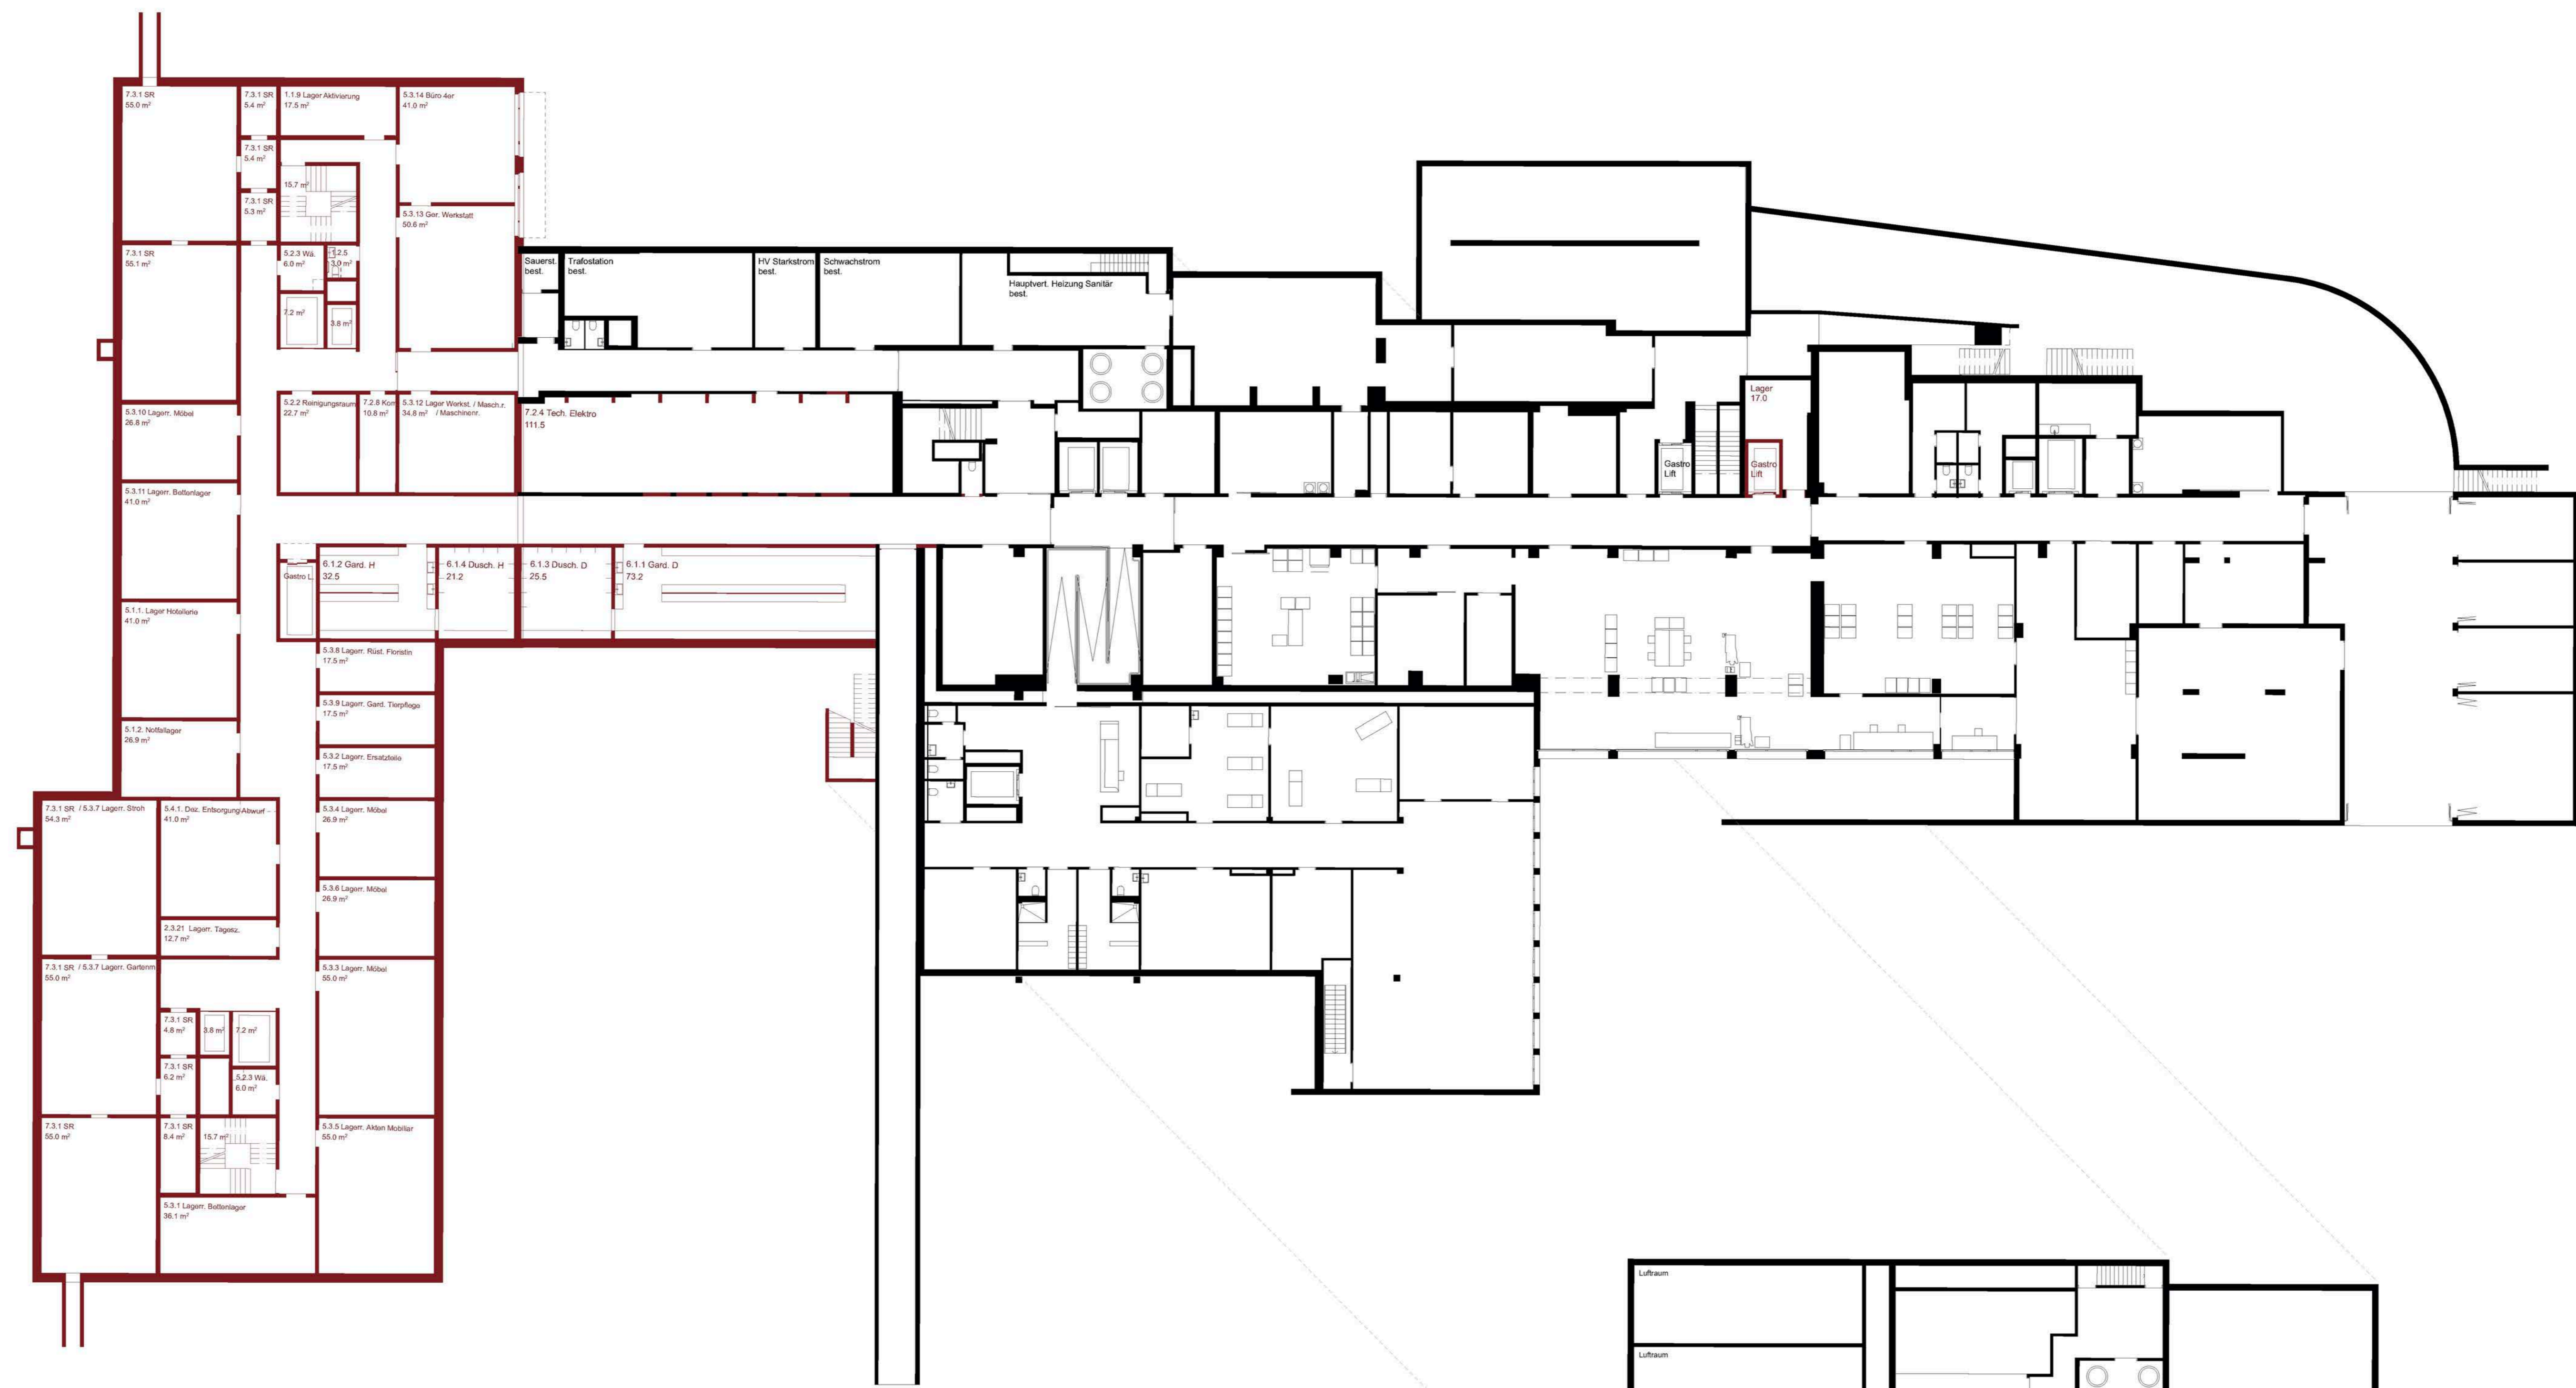 7.3.1 SR
55.0 m²
7.3.1 SR
5.4 m²
1.1.9 Lager Aktivierung
17.5 m²
5.3.14 Büro 4er
41.0 m²
7.3.1 SR
5.4 m²
15.7 m²
7.3.1 SR
5.3 m²
5.3.13 Ger. Werkstatt
50.6 m²
7.3.1 SR
55.1 m²
5.2.3 Wä.
6.0 m²
3.0 m²
7.2 m²
3.8 m²
Sauerst.
best.
Trafostation
best.
HV Starkstrom
best.
Schwachstrom
best.
Hauptvert. Heizung Sanitär
best.
5.3.10 Lagerr. Möbel
26.8 m²
5.2.2 Reinigungsraum
22.7 m²
7.2.8 Kom
10.8 m²
5.3.12 Lager Werkst. / Masch.r.
34.8 m² / Maschinenr.
7.2.4 Tech. Elektro
111.5
Lager
17.0
Gastro
Lift
Gastro
Lift
5.3.11 Lagerr. Bettenlager
41.0 m²
Gastro L.
6.1.2 Gard. H
32.5
6.1.4 Dusch. H
21.2
6.1.3 Dusch. D
25.5
6.1.1 Gard. D
73.2
5.1.1. Lager Hotellerie
41.0 m²
5.3.8 Lagerr. Rüst. Floristin
17.5 m²
5.3.9 Lagerr. Gard. Tierpflege
17.5 m²
5.1.2. Notfallager
26.9 m²
5.3.2 Lagerr. Ersatzteile
17.5 m²
7.3.1 SR / 5.3.7 Lagerr. Stroh
54.3 m²
5.4.1. Dez. Entsorgung Abwurf
41.0 m²
5.3.4 Lagerr. Möbel
26.9 m²
5.3.6 Lagerr. Möbel
26.9 m²
2.3.21 Lagerr. Tagesz.
12.7 m²
7.3.1 SR / 5.3.7 Lagerr. Gartenm
55.0 m²
5.3.3 Lagerr. Möbel
55.0 m²
7.3.1 SR
4.8 m²
3.8 m²
7.2 m²
7.3.1 SR
6.2 m²
5.2.3 Wä.
6.0 m²
7.3.1 SR
55.0 m²
7.3.1 SR
8.4 m²
15.7 m²
5.3.5 Lagerr. Akten Mobiliar
55.0 m²
5.3.1 Lagerr. Bettenlager
36.1 m²
Luftraum
Luftraum